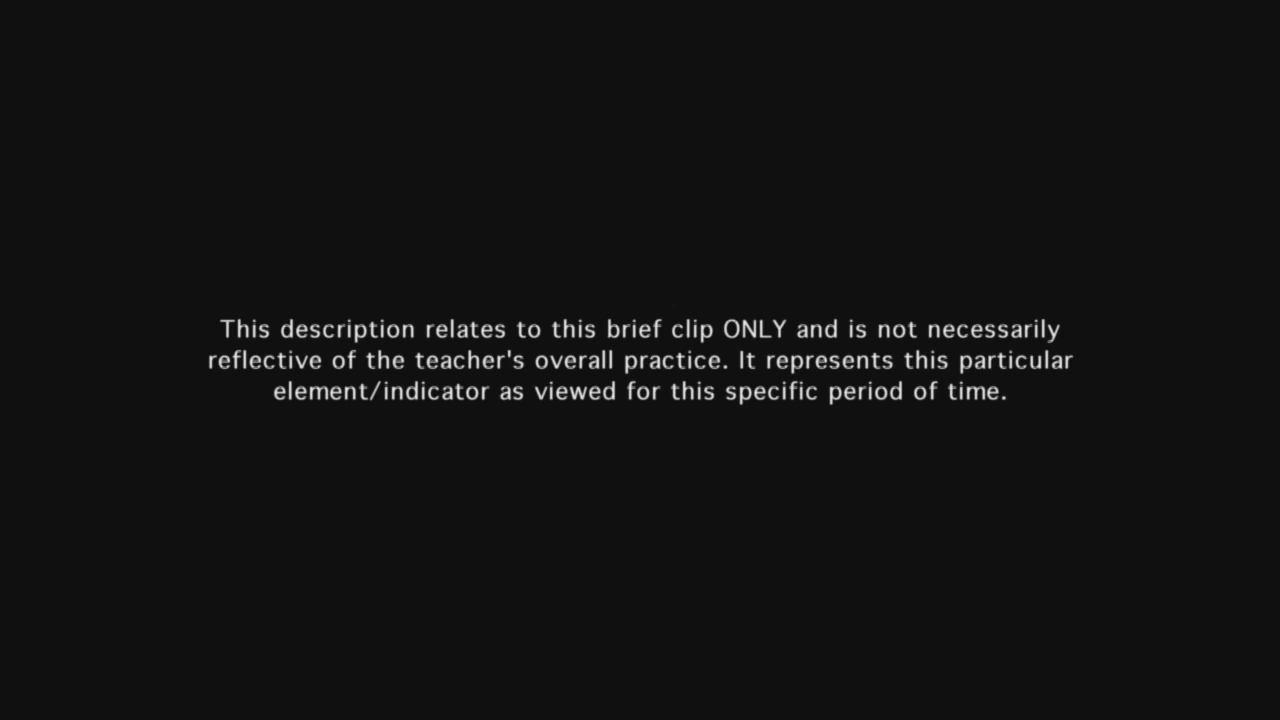 This description relates to this brief clip ONLY and is not necessarily
reflective of the teacher's overall practice. It represents this particular
element/indicator as viewed for this specific period of time.